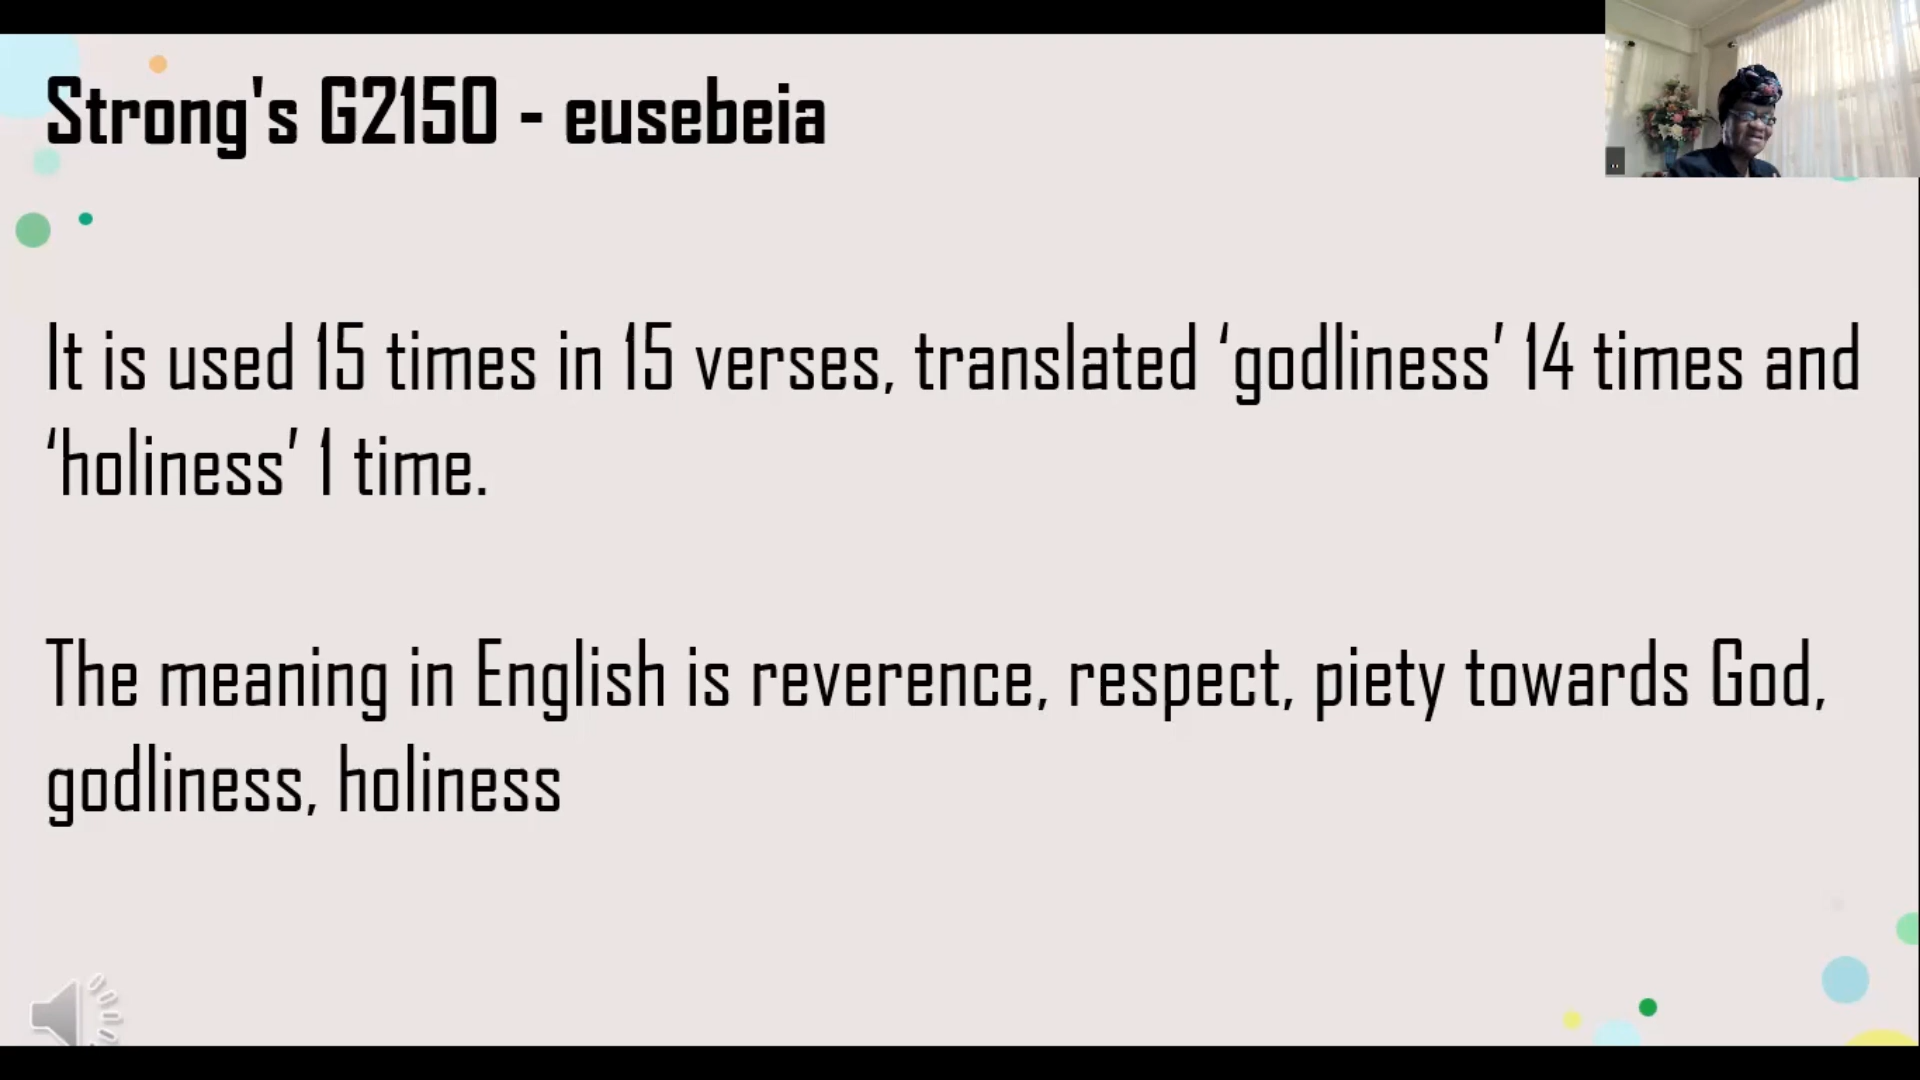 Strong's G2150 - eusebeia
It is used 15 times in 15 verses, translated ‘godliness’ 14 times and
‘holiness’ 1 time.
The meaning in English is reverence, respect, piety towards God,
godliness, holiness